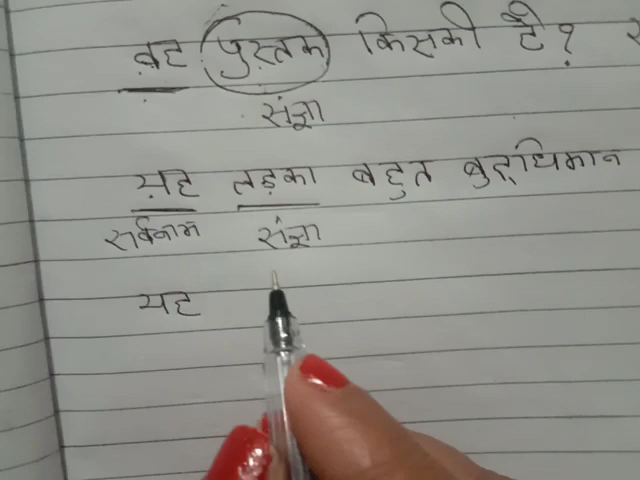 वह पुस्तक किसकी है?
संज्ञा
यह लड़का बहुत बुद्धिमान
सर्वनाम संज्ञा
यह